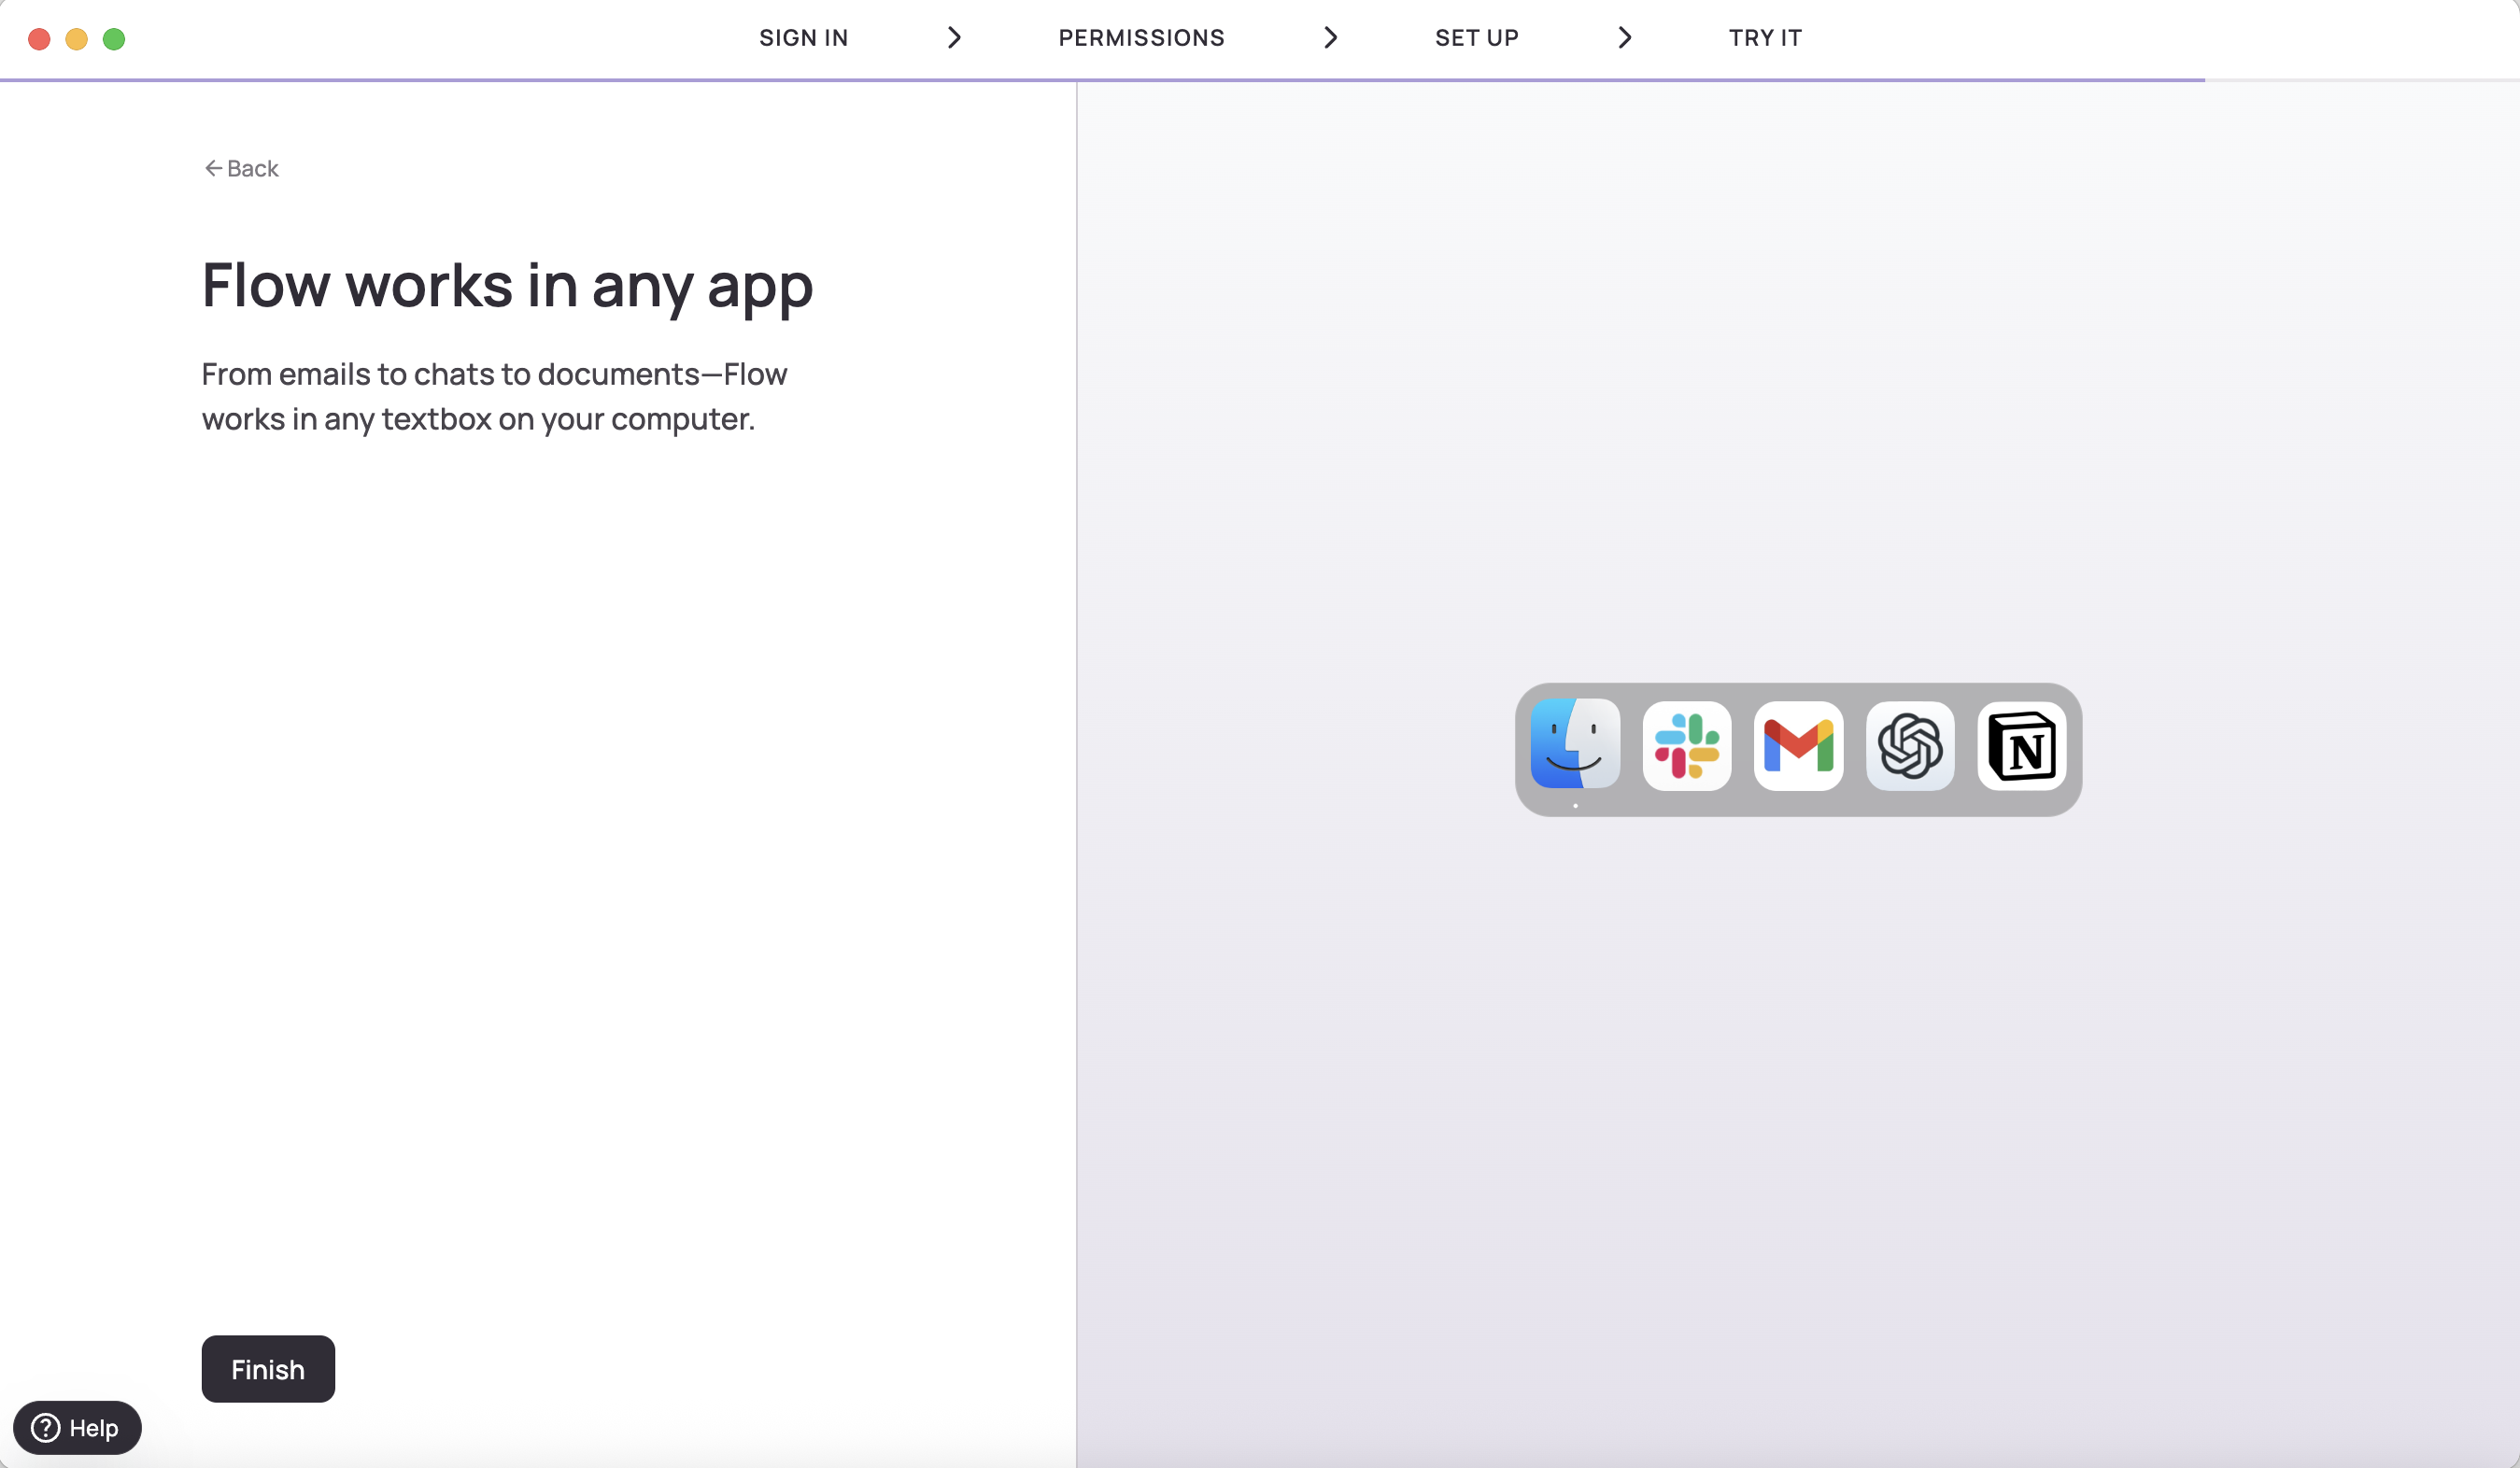 SIGN IN
PERMISSIONS
SET UP
TRY IT
Back
Flow works in any app
From emails to chats to documents—Flow
works in any textbox on your computer.
N
Finish
? Help